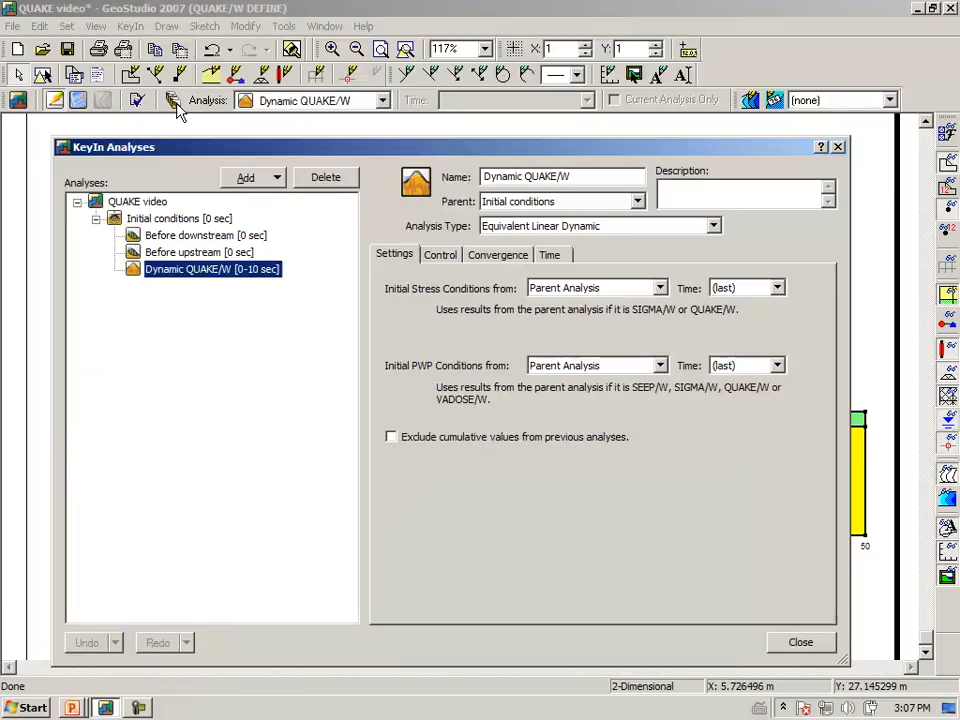 QUAKE video* - GeoStudio 2007 (QUAKE/W DEFINE)
File Edit Set View KeyIn Draw Sketch Modify Tools Window Help
117% X: 1 Y: 1
Analysis: Dynamic QUAKE/W Time: Current Analysis Only (none)
KeyIn Analyses
Analyses: Add Delete
QUAKE video
Initial conditions [0 sec]
Before downstream [0 sec]
Before upstream [0 sec]
Dynamic QUAKE/W [0-10 sec]
Name: Dynamic QUAKE/W Description:
Parent: Initial conditions
Analysis Type: Equivalent Linear Dynamic
Settings Control Convergence Time
Initial Stress Conditions from: Parent Analysis Time: (last)
Uses results from the parent analysis if it is SIGMA/W or QUAKE/W.
Initial PWP Conditions from: Parent Analysis Time: (last)
Uses results from the parent analysis if it is SEEP/W, SIGMA/W, QUAKE/W or
VADOSE/W.
Exclude cumulative values from previous analyses.
50
Undo Redo Close
Done 2-Dimensional X: 5.726496 m Y: 27.145299 m
Start 3:07 PM